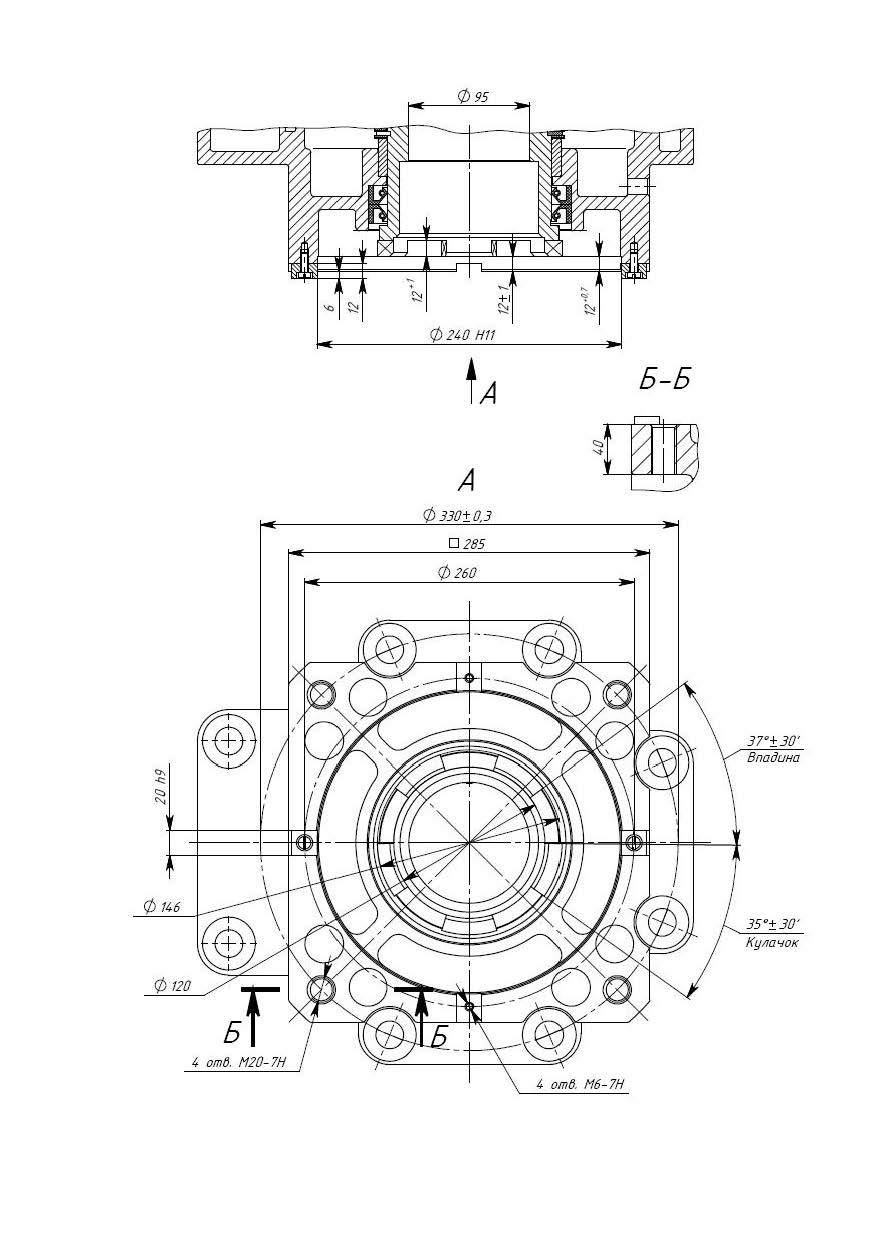 ∅ 95
6
12
12⁺¹
12±1
12⁺⁰,⁷
∅ 240 H11
А
Б-Б
40
А
∅ 330±0,3
□ 285
∅ 260
37°±30'
Впадина
20 h9
∅ 146
35°±30'
Кулачок
∅ 120
Б
Б
4 отв. М20-7Н
4 отв. М6-7Н